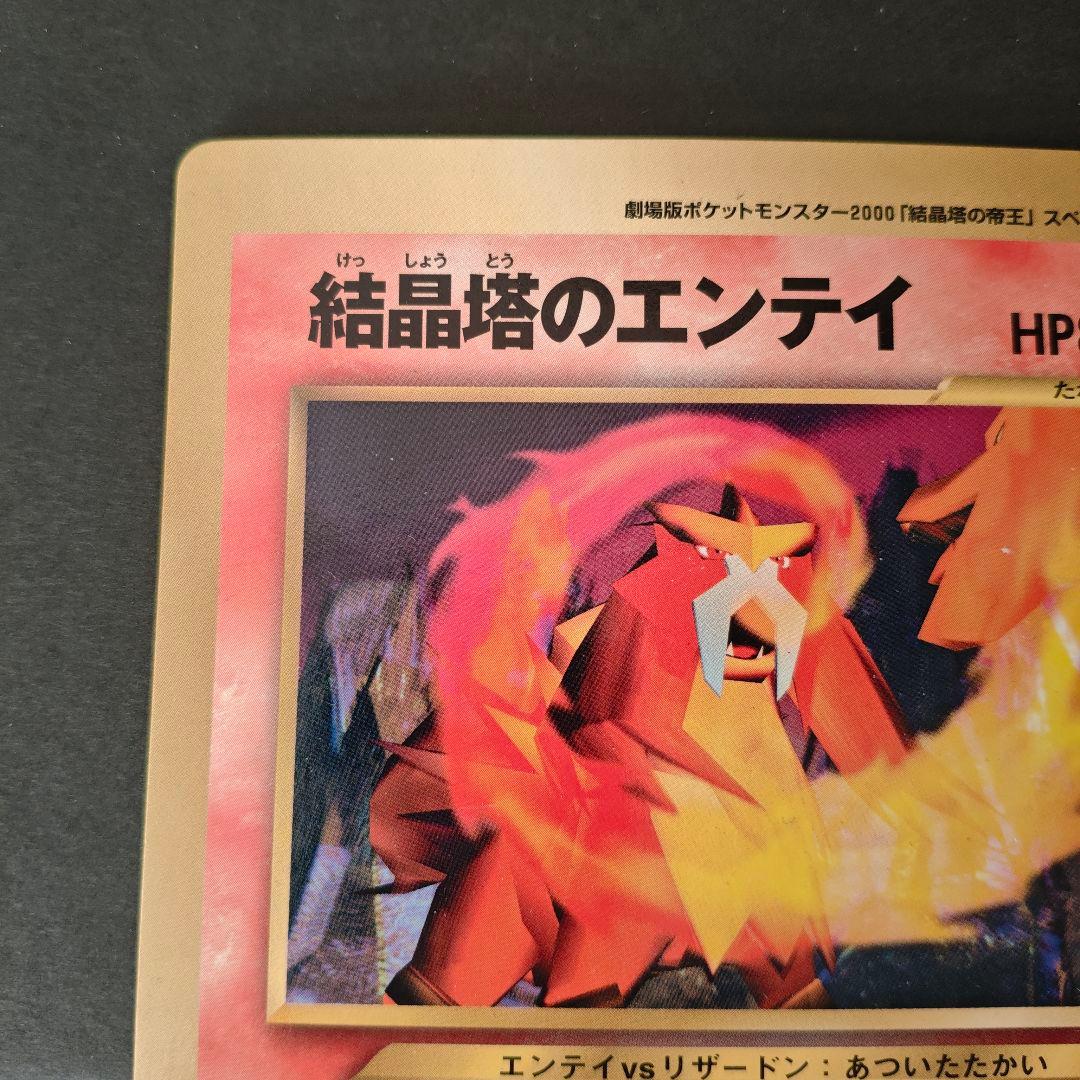 劇場版ポケットモンスター2000「結晶塔の帝王」スペ
けっ しょう とう
結晶塔のエンテイ
HP
エンテイvsリザードン：あついたたかい